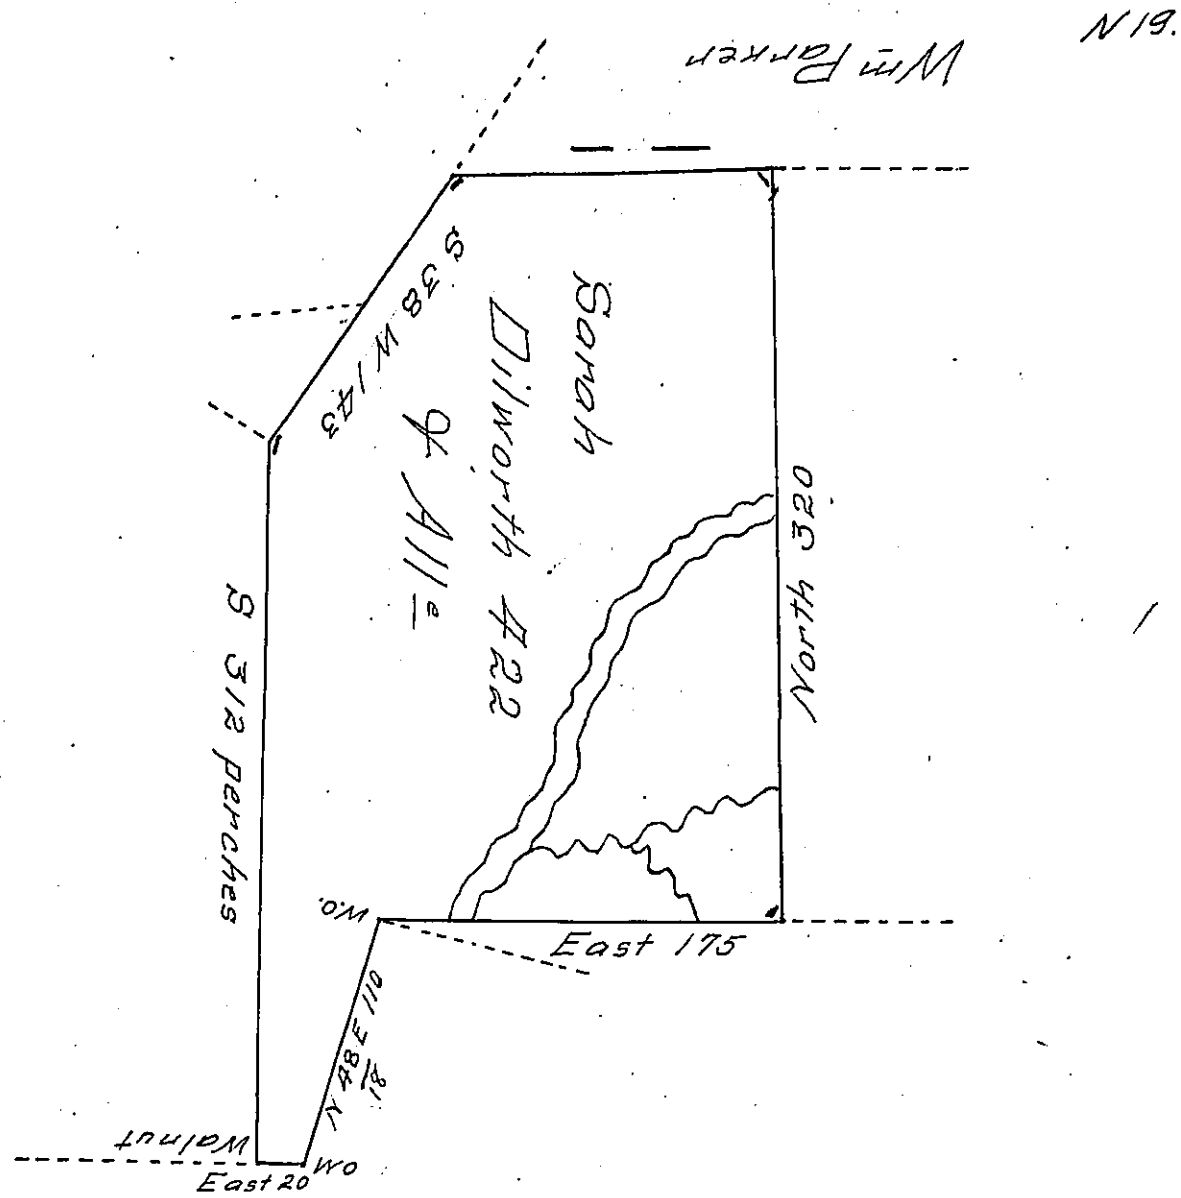 N 19.
Wm Parker
S 38 W 143
Sarah
Dilworth 422
& All e
North 320
S 312 perches
W.O.
East 175
N 48 E 110
18
Walnut
WO
East 20